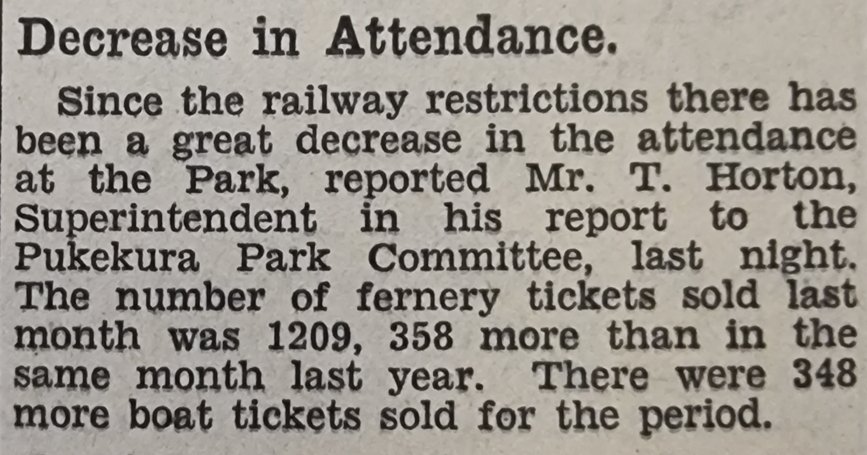 Decrease in Attendance.
Since the railway restrictions there has
been a great decrease in the attendance
at the Park, reported Mr. T. Horton,
Superintendent in his report to the
Pukekura Park Committee, last night.
The number of fernery tickets sold last
month was 1209, 358 more than in the
same month last year. There were 348
more boat tickets sold for the period.